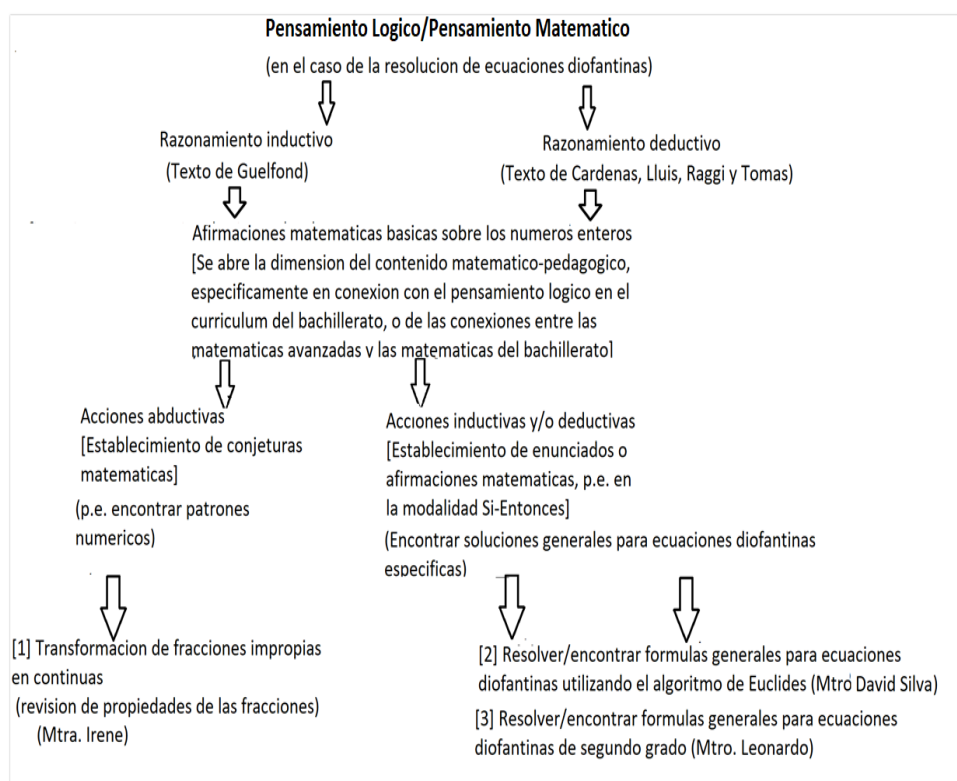 Pensamiento Logico/Pensamiento Matematico
(en el caso de la resolucion de ecuaciones diofantinas)
Razonamiento inductivo
(Texto de Guelfond)
Razonamiento deductivo
(Texto de Cardenas, Lluis, Raggi y Tomas)
Afirmaciones matematicas basicas sobre los numeros enteros
[Se abre la dimension del contenido matematico-pedagogico,
especificamente en conexion con el pensamiento logico en el
curriculum del bachillerato, o de las conexiones entre las
matematicas avanzadas y las matematicas del bachillerato]
Acciones abductivas
[Establecimiento de conjeturas
matematicas]
(p.e. encontrar patrones
numericos)
Acciones inductivas y/o deductivas
[Establecimiento de enunciados o
afirmaciones matematicas, p.e. en
la modalidad Si-Entonces]
(Encontrar soluciones generales para ecuaciones diofantinas
especificas)
[1] Transformacion de fracciones impropias
en continuas
(revision de propiedades de las fracciones)
(Mtra. Irene)
[2] Resolver/encontrar formulas generales para ecuaciones
diofantinas utilizando el algoritmo de Euclides (Mtro David Silva)
[3] Resolver/encontrar formulas generales para ecuaciones
diofantinas de segundo grado (Mtro. Leonardo)